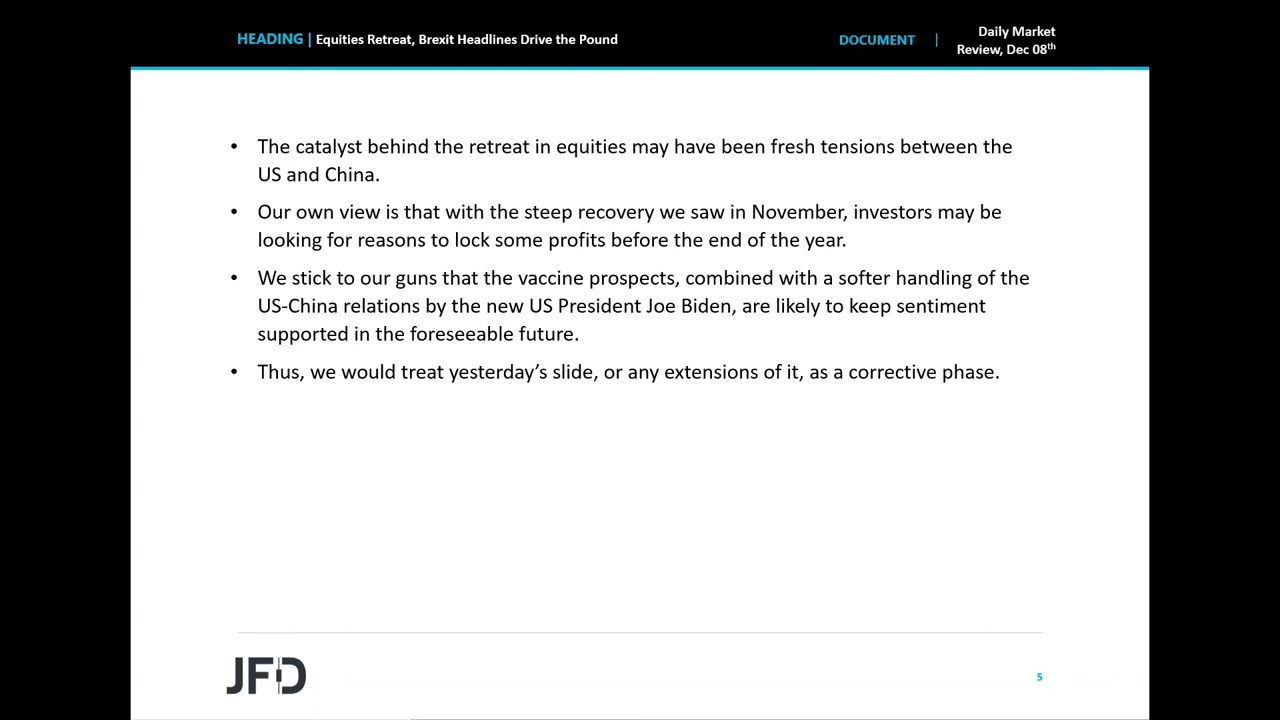 HEADING | Equities Retreat, Brexit Headlines Drive the Pound
DOCUMENT | Daily Market
Review, Dec 08th
• The catalyst behind the retreat in equities may have been fresh tensions between the
US and China.
• Our own view is that with the steep recovery we saw in November, investors may be
looking for reasons to lock some profits before the end of the year.
• We stick to our guns that the vaccine prospects, combined with a softer handling of the
US-China relations by the new US President Joe Biden, are likely to keep sentiment
supported in the foreseeable future.
• Thus, we would treat yesterday’s slide, or any extensions of it, as a corrective phase.
JFD
5